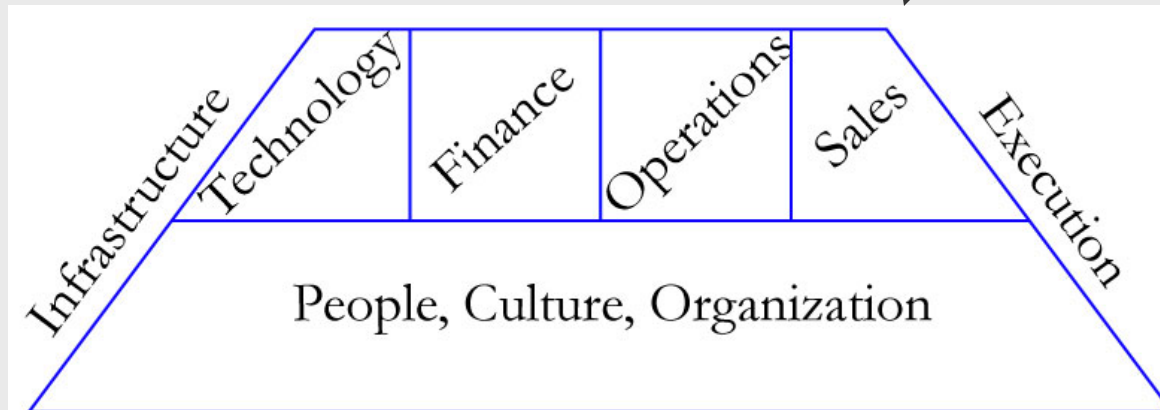 Infrastructure
Technology
Finance
Operations
Sales
Execution
People, Culture, Organization